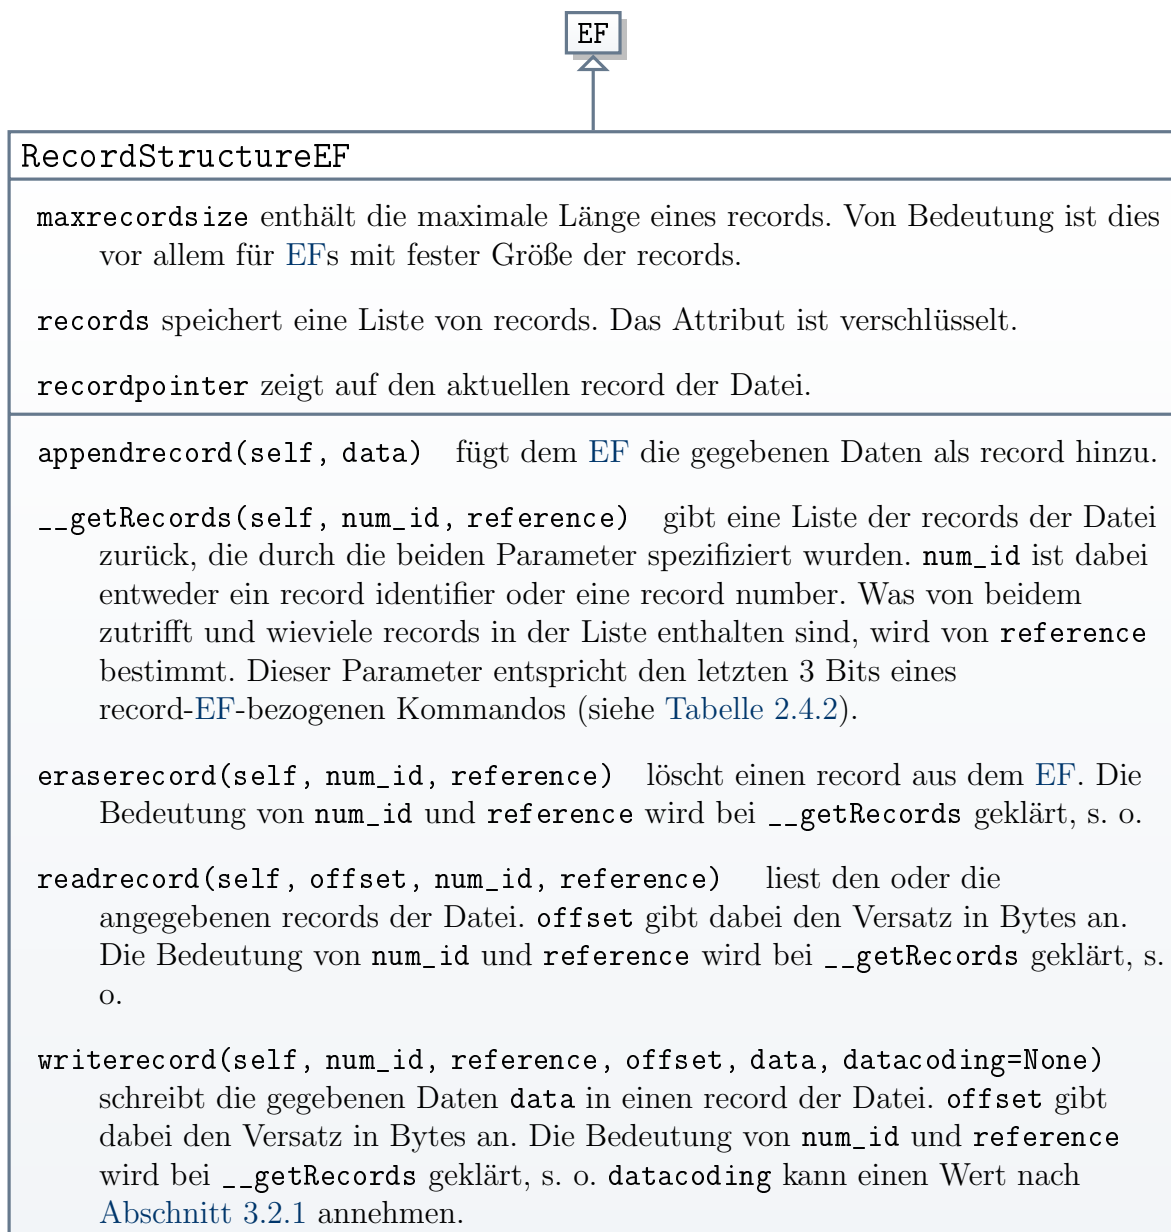 EF
RecordStructureEF
maxrecordsize enthält die maximale Länge eines records. Von Bedeutung ist dies
vor allem für EFs mit fester Größe der records.
records speichert eine Liste von records. Das Attribut ist verschlüsselt.
recordpointer zeigt auf den aktuellen record der Datei.
appendrecord(self, data) fügt dem EF die gegebenen Daten als record hinzu.
__getRecords(self, num_id, reference) gibt eine Liste der records der Datei
zurück, die durch die beiden Parameter spezifiziert wurden. num_id ist dabei
entweder ein record identifier oder eine record number. Was von beidem
zutrifft und wieviele records in der Liste enthalten sind, wird von reference
bestimmt. Dieser Parameter entspricht den letzten 3 Bits eines
record-EF-bezogenen Kommandos (siehe Tabelle 2.4.2).
eraserecord(self, num_id, reference) löscht einen record aus dem EF. Die
Bedeutung von num_id und reference wird bei __getRecords geklärt, s. o.
readrecord(self, offset, num_id, reference) liest den oder die
angegebenen records der Datei. offset gibt dabei den Versatz in Bytes an.
Die Bedeutung von num_id und reference wird bei __getRecords geklärt, s.
o.
writerecord(self, num_id, reference, offset, data, datacoding=None)
schreibt die gegebenen Daten data in einen record der Datei. offset gibt
dabei den Versatz in Bytes an. Die Bedeutung von num_id und reference
wird bei __getRecords geklärt, s. o. datacoding kann einen Wert nach
Abschnitt 3.2.1 annehmen.